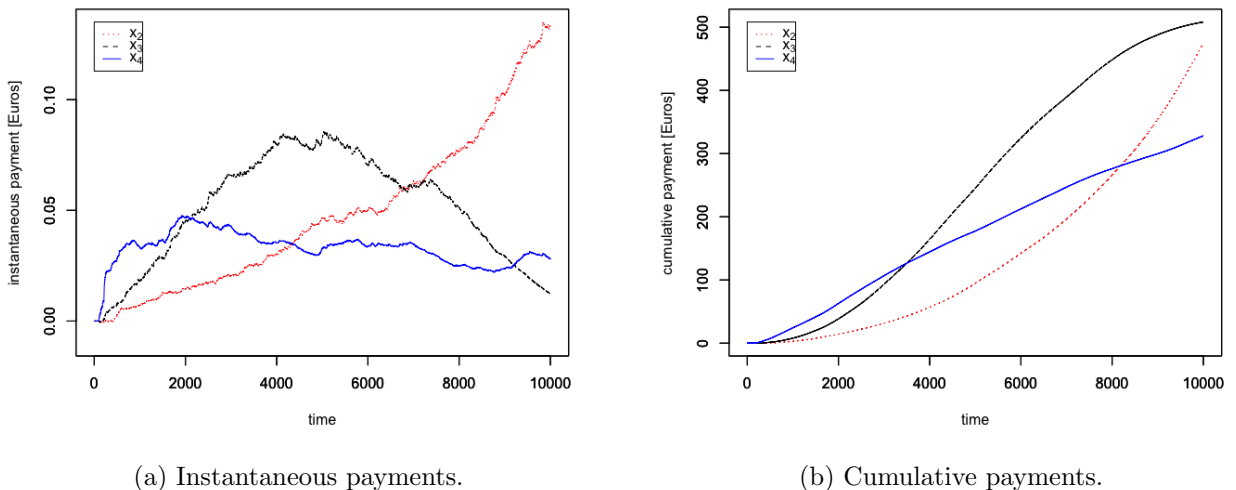 x2
x3
x4
instantaneous payment [Euros]
0.10
0.05
0.00
0 2000 4000 6000 8000 10000
time
(a) Instantaneous payments.
x2
x3
x4
cumulative payment [Euros]
500
400
300
200
100
0
0 2000 4000 6000 8000 10000
time
(b) Cumulative payments.